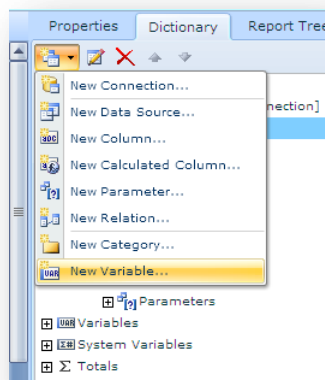 Properties Dictionary Report Tree
New Connection...
nection]
New Data Source...
New Column...
New Calculated Column...
New Parameter...
New Relation...
New Category...
New Variable...
Parameters
Variables
System Variables
Totals